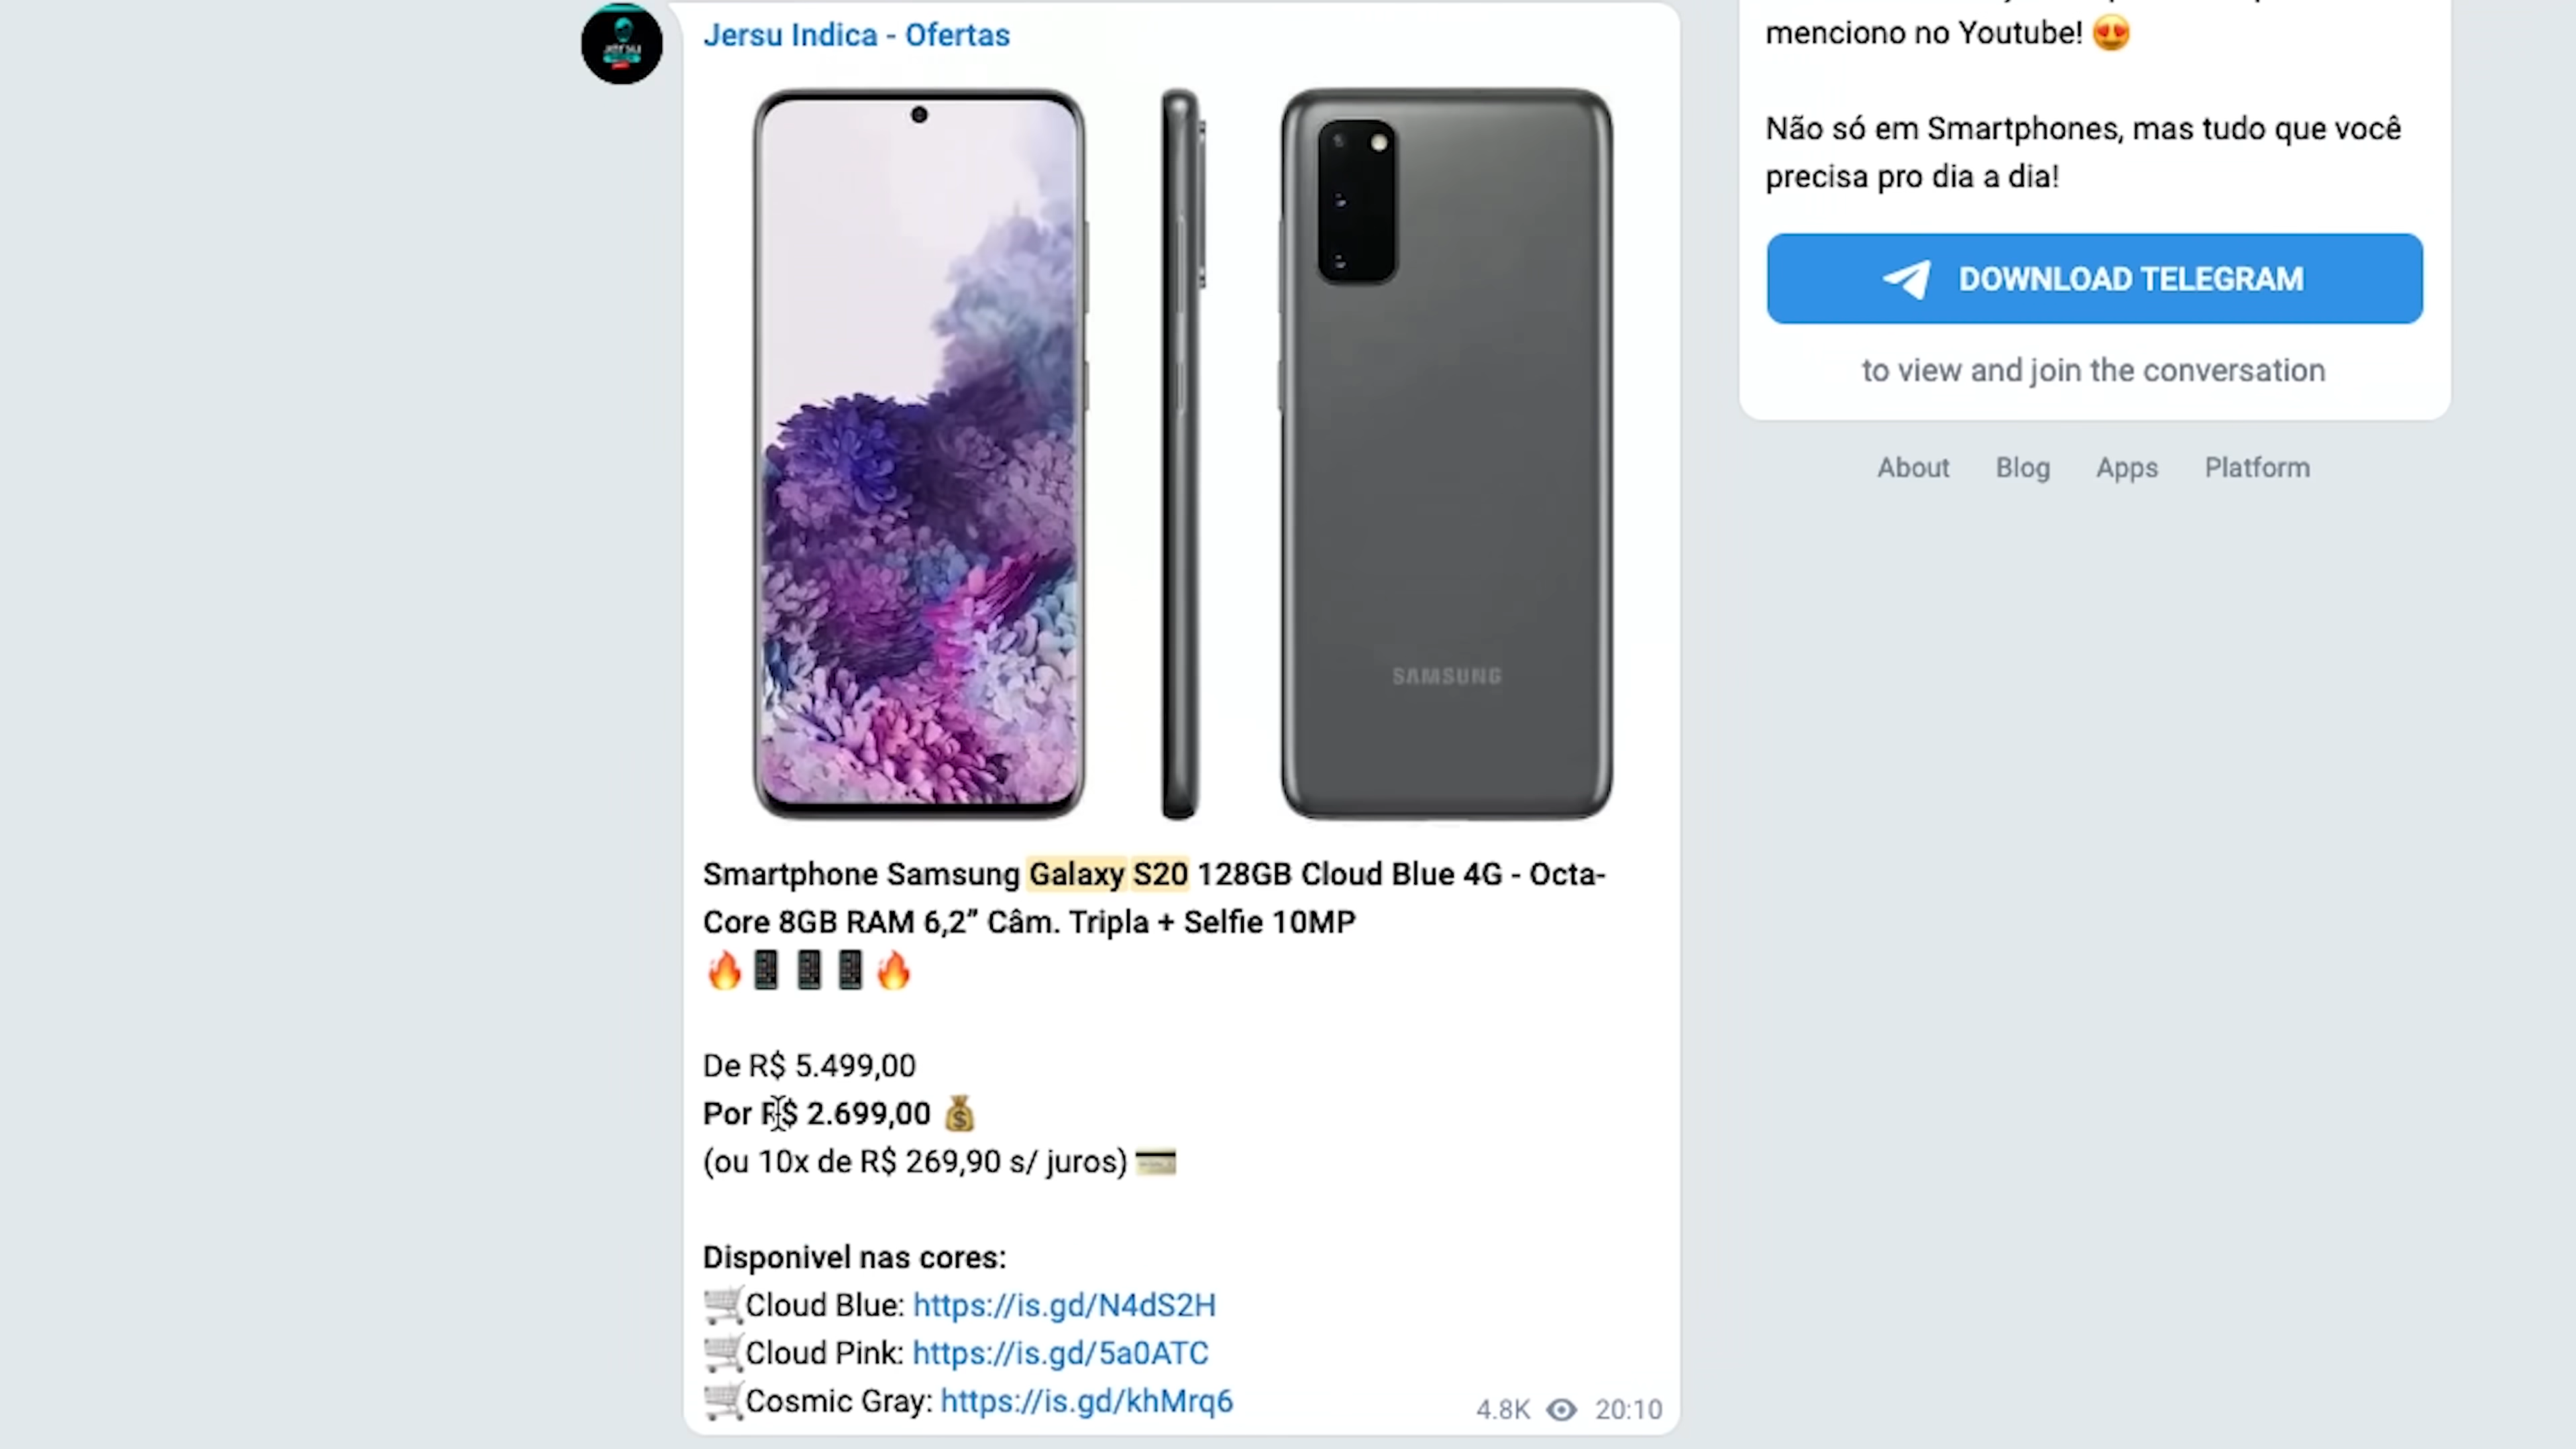 Jersu Indica - Ofertas
SAMSUNG
Smartphone Samsung Galaxy S20 128GB Cloud Blue 4G - Octa-
Core 8GB RAM 6,2” Câm. Tripla + Selfie 10MP
🔥📱📱📱🔥
De R$ 5.499,00
Por R$ 2.699,00 💰
(ou 10x de R$ 269,90 s/ juros) 💳
Disponivel nas cores:
🛒Cloud Blue: https://is.gd/N4dS2H
🛒Cloud Pink: https://is.gd/5a0ATC
🛒Cosmic Gray: https://is.gd/khMrq6
4.8K 20:10
menciono no Youtube! 😍
Não só em Smartphones, mas tudo que você
precisa pro dia a dia!
DOWNLOAD TELEGRAM
to view and join the conversation
About Blog Apps Platform